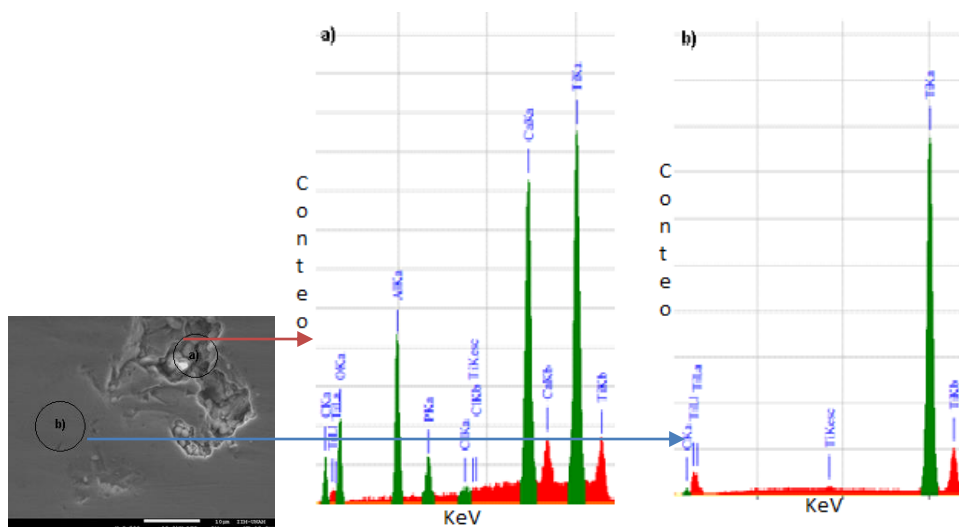 a)
C
o
n
t
e
o
CKa
TiLl
TiLa
OKa
AlKa
PKa
ClKa
ClKb
TiKesc
CaKa
CaKb
TiKa
TiKb
KeV
b)
C
o
n
t
e
o
CKa
TiLl
TiLa
TiKesc
TiKa
TiKb
KeV
a)
b)